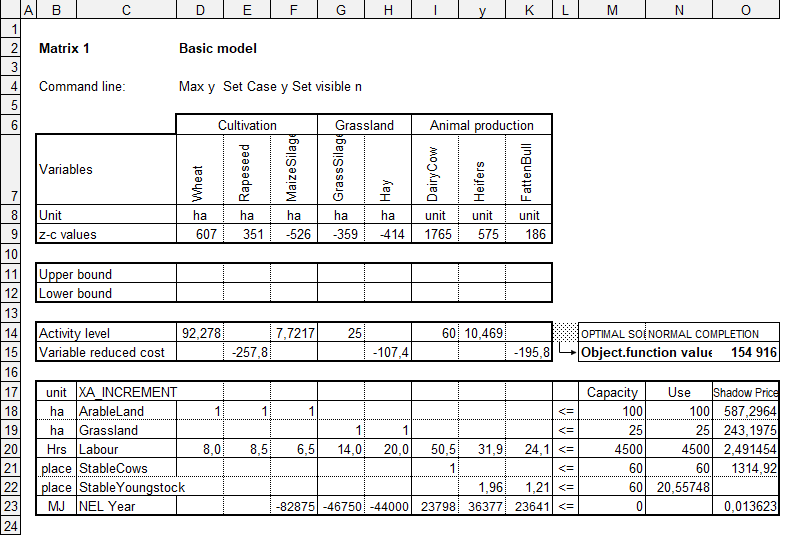 A B C D E F G H I y K L M N O
1
2 Matrix 1 Basic model
3
4 Command line: Max y Set Case y Set visible n
5
6 Cultivation Grassland Animal production
7 Variables Wheat Rapeseed MaizeSilage GrassSilage Hay DairyCow Heifers FattenBull
8 Unit ha ha ha ha ha unit unit unit
9 z-c values 607 351 -526 -359 -414 1765 575 186
10
11 Upper bound
12 Lower bound
13
14 Activity level 92,278 7,7217 25 60 10,469 OPTIMAL SO NORMAL COMPLETION
15 Variable reduced cost -257,8 -107,4 -195,8 Object.function value 154 916
16
17 unit XA_INCREMENT Capacity Use Shadow Price
18 ha ArableLand 1 1 1 <= 100 100 587,2964
19 ha Grassland 1 1 <= 25 25 243,1975
20 Hrs Labour 8,0 8,5 6,5 14,0 20,0 50,5 31,9 24,1 <= 4500 4500 2,491454
21 place StableCows 1 <= 60 60 1314,92
22 place StableYoungstock 1,96 1,21 <= 60 20,55748
23 MJ NEL Year -82875 -46750 -44000 23798 36377 23641 <= 0 0,013623
24